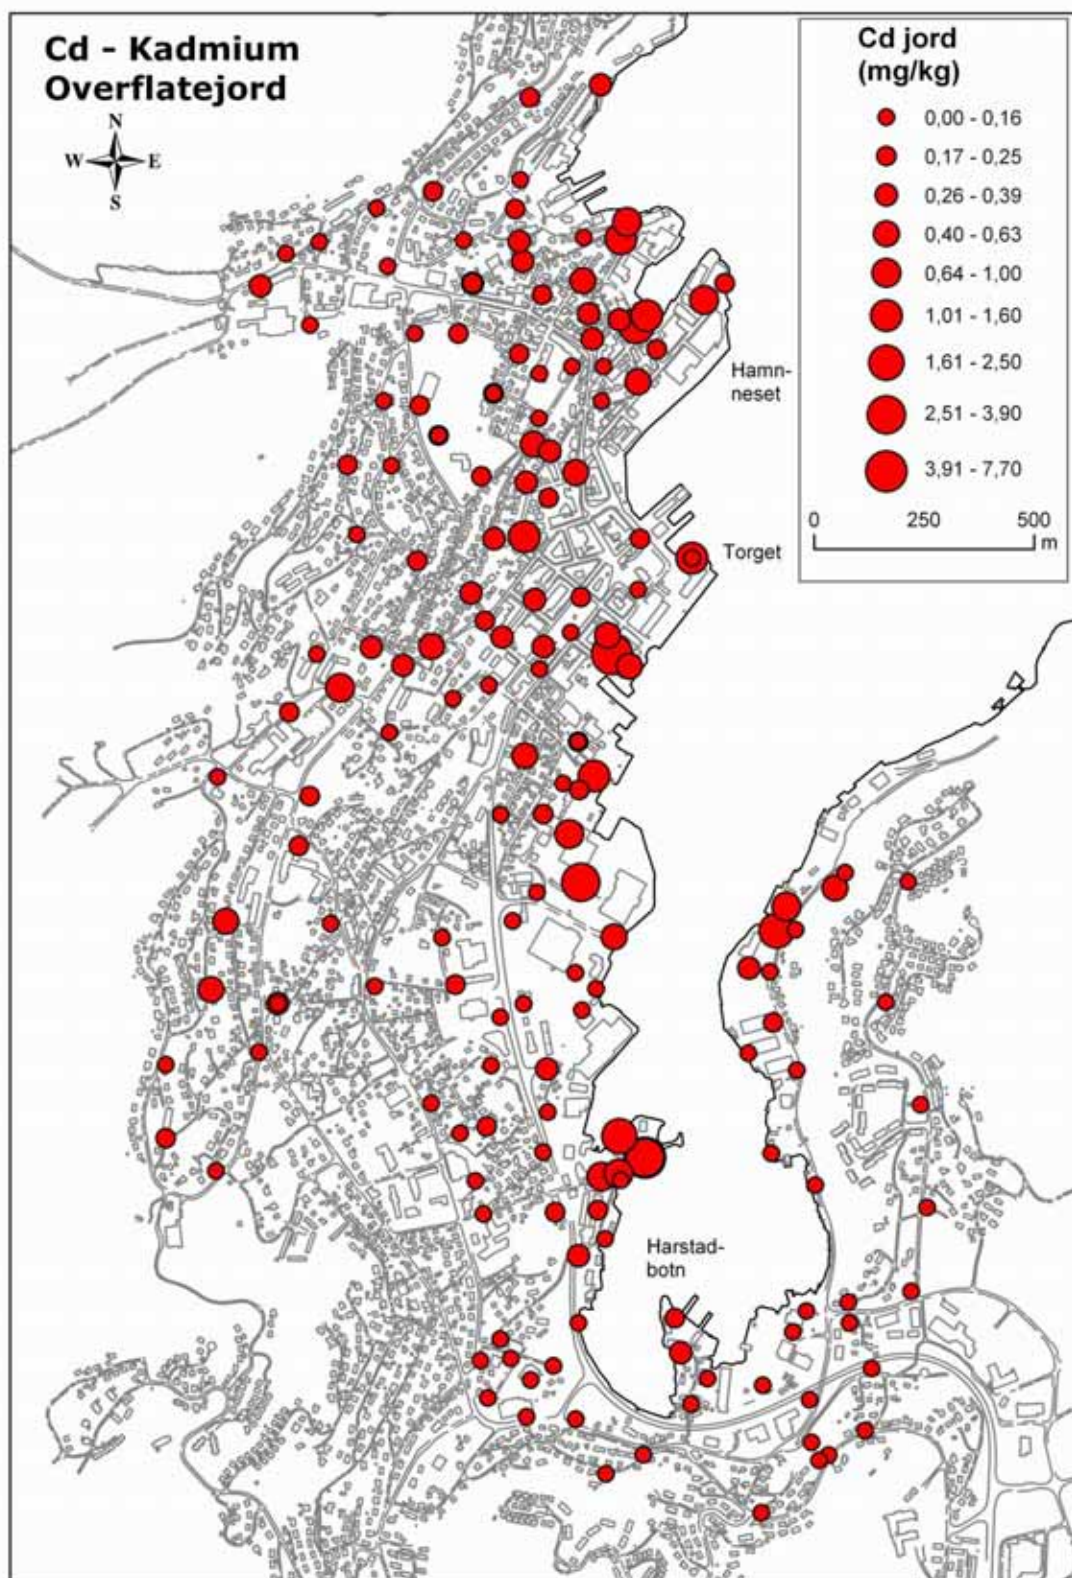 Cd - Kadmium
Overflatejord
N
W E
S
Cd jord
(mg/kg)
0,00 - 0,16
0,17 - 0,25
0,26 - 0,39
0,40 - 0,63
0,64 - 1,00
1,01 - 1,60
1,61 - 2,50
2,51 - 3,90
3,91 - 7,70
0 250 500
m
Hamn-
neset
Torget
Harstad-
botn